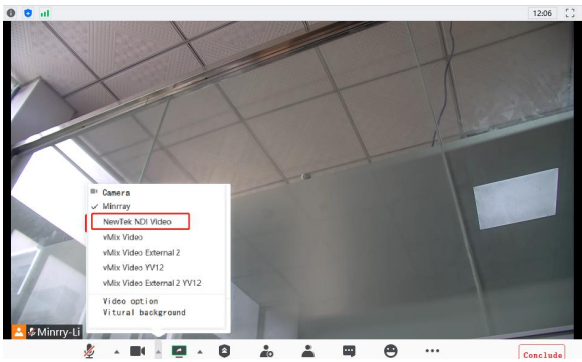 12:06
Camera
Minrray
NewTek NDI Video
vMix Video
vMix Video External 2
vMix Video YV12
vMix Video External 2 YV12
Video option
Vitural background
Minrry-Li
Conclude